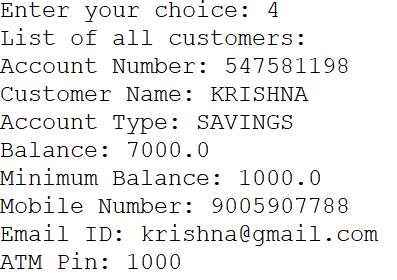 Enter your choice: 4
List of all customers:
Account Number: 547581198
Customer Name: KRISHNA
Account Type: SAVINGS
Balance: 7000.0
Minimum Balance: 1000.0
Mobile Number: 9005907788
Email ID: krishna@gmail.com
ATM Pin: 1000